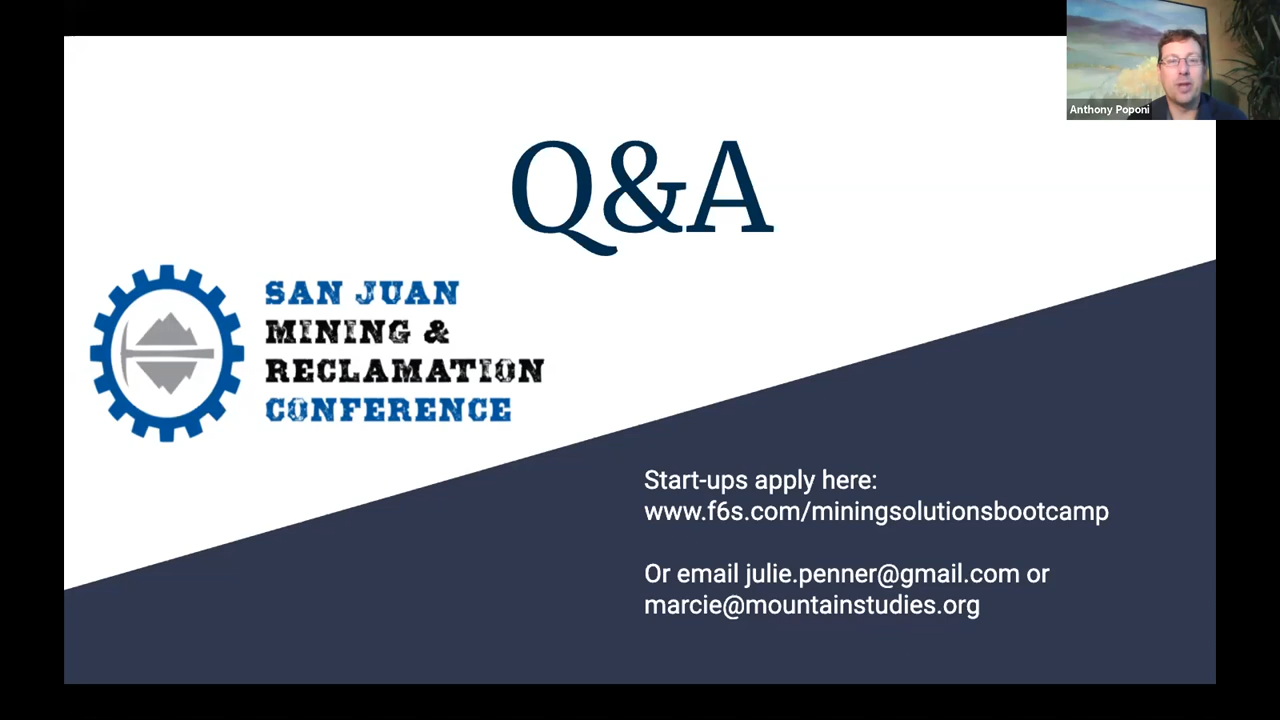 Anthony Poponi
Q&A
SAN JUAN
MINING &
RECLAMATION
CONFERENCE
Start-ups apply here:
www.f6s.com/miningsolutionsbootcamp
Or email julie.penner@gmail.com or
marcie@mountainstudies.org